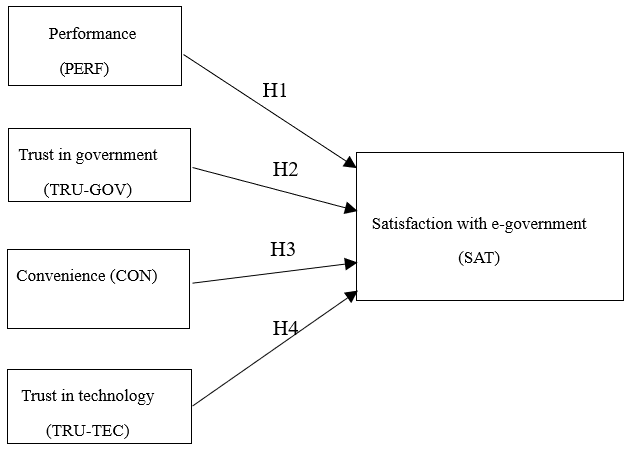 Performance
(PERF)
H1
Trust in government
(TRU-GOV)
H2
Satisfaction with e-government
(SAT)
Convenience (CON)
H3
H4
Trust in technology
(TRU-TEC)